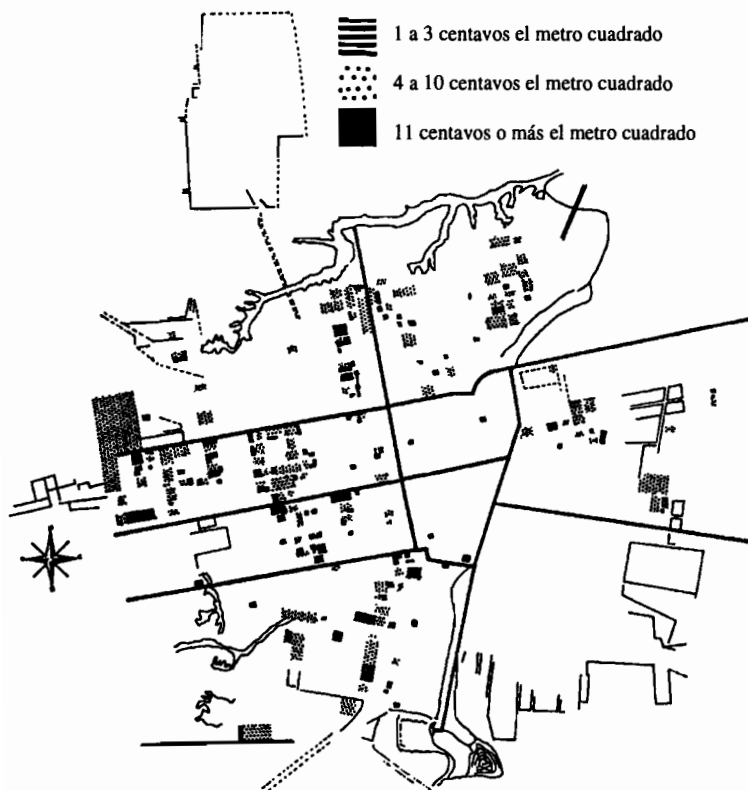 1 a 3 centavos el metro cuadrado
4 a 10 centavos el metro cuadrado
11 centavos o más el metro cuadrado